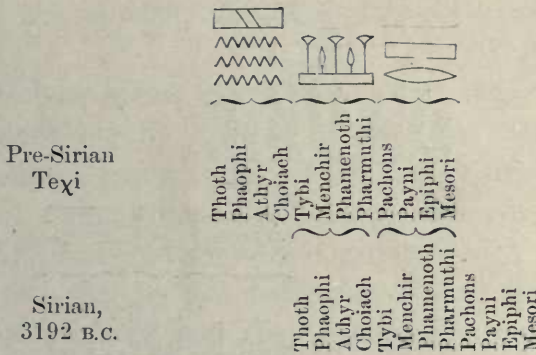 Pre-Sirian
Teχi
Thoth
Phaophi
Athyr
Choiach
Tybi
Menchir
Phamenoth
Pharmuthi
Pachons
Payni
Epiphi
Mesori
Sirian,
3192 B.C.
Thoth
Phaophi
Athyr
Choiach
Tybi
Menchir
Phamenoth
Pharmuthi
Pachons
Payni
Epiphi
Mesori